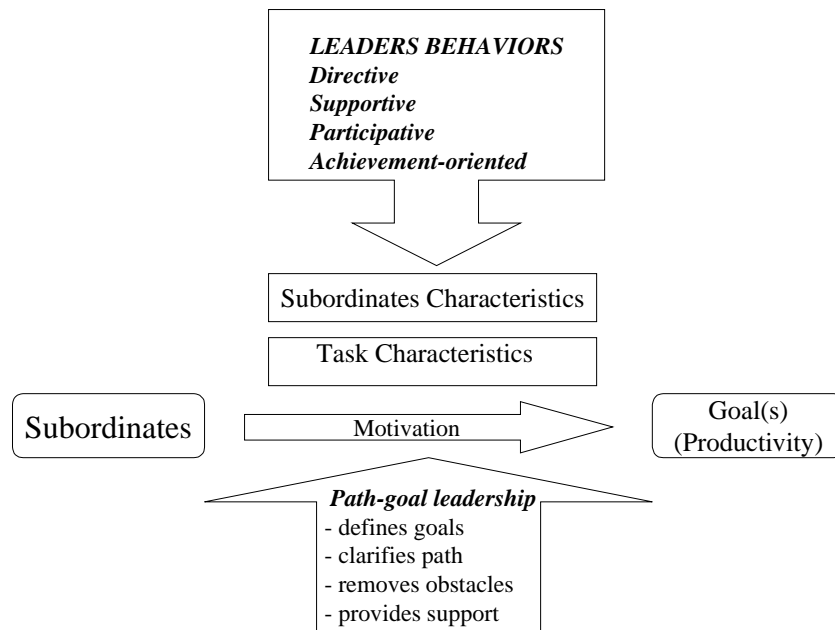 LEADERS BEHAVIORS
Directive
Supportive
Participative
Achievement-oriented
Subordinates Characteristics
Task Characteristics
Subordinates
Motivation
Goal(s)
(Productivity)
Path-goal leadership
- defines goals
- clarifies path
- removes obstacles
- provides support